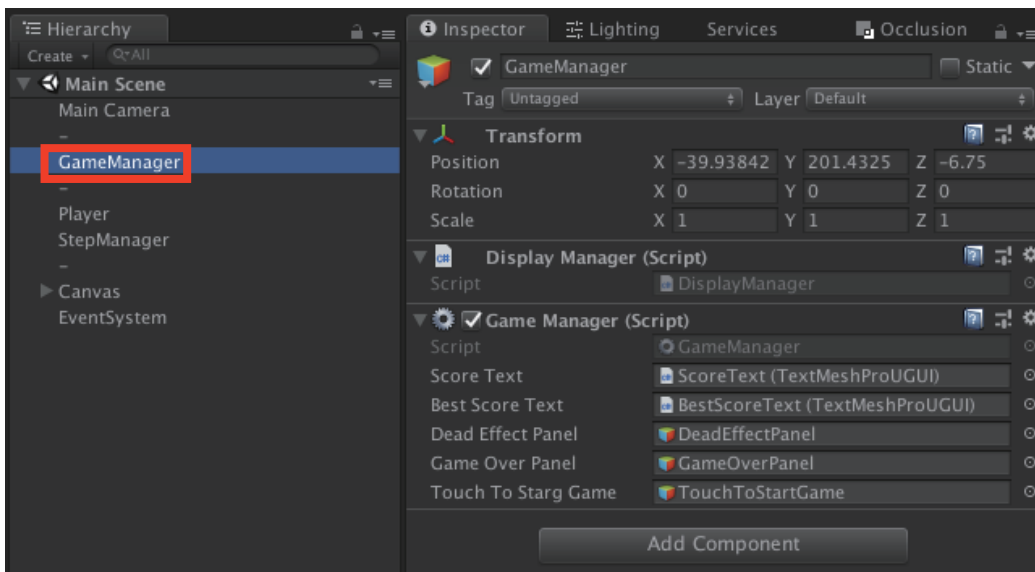 Hierarchy
Create
All
Main Scene
Main Camera
–
GameManager
–
Player
StepManager
–
Canvas
EventSystem
Inspector Lighting Services Occlusion
GameManager Static
Tag Untagged Layer Default
Transform
Position X -39.93842 Y 201.4325 Z -6.75
Rotation X 0 Y 0 Z 0
Scale X 1 Y 1 Z 1
Display Manager (Script)
Script DisplayManager
Game Manager (Script)
Script GameManager
Score Text ScoreText (TextMeshProUGUI)
Best Score Text BestScoreText (TextMeshProUGUI)
Dead Effect Panel DeadEffectPanel
Game Over Panel GameOverPanel
Touch To Starg Game TouchToStartGame
Add Component